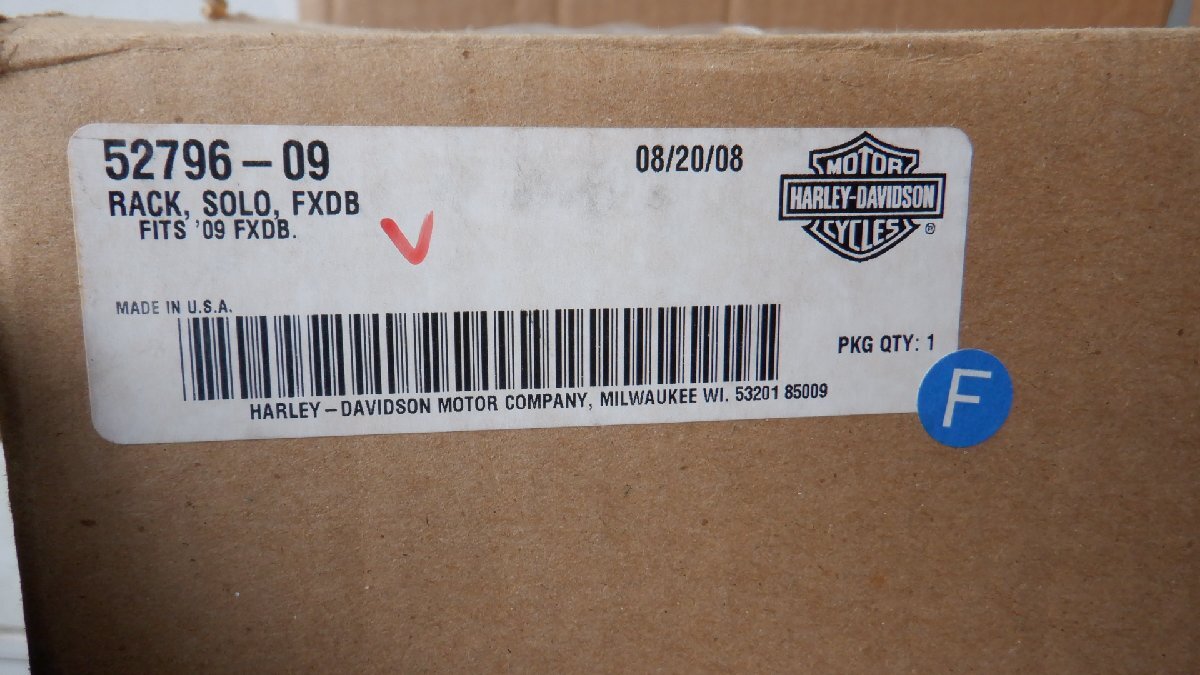 52796-09
08/20/08
RACK, SOLO, FXDB
FITS '09 FXDB.
MOTOR
HARLEY-DAVIDSON
CYCLES®
MADE IN U.S.A.
PKG QTY: 1
HARLEY-DAVIDSON MOTOR COMPANY, MILWAUKEE WI. 53201 85009
F